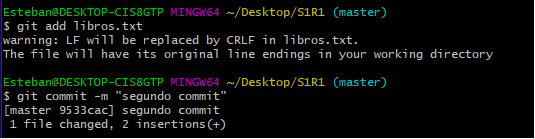 Esteban@DESKTOP-CIS8GTP MINGW64 ~/Desktop/S1R1 (master)
$ git add libros.txt
warning: LF will be replaced by CRLF in libros.txt.
The file will have its original line endings in your working directory
Esteban@DESKTOP-CIS8GTP MINGW64 ~/Desktop/S1R1 (master)
$ git commit -m "segundo commit"
[master 9533cac] segundo commit
 1 file changed, 2 insertions(+)